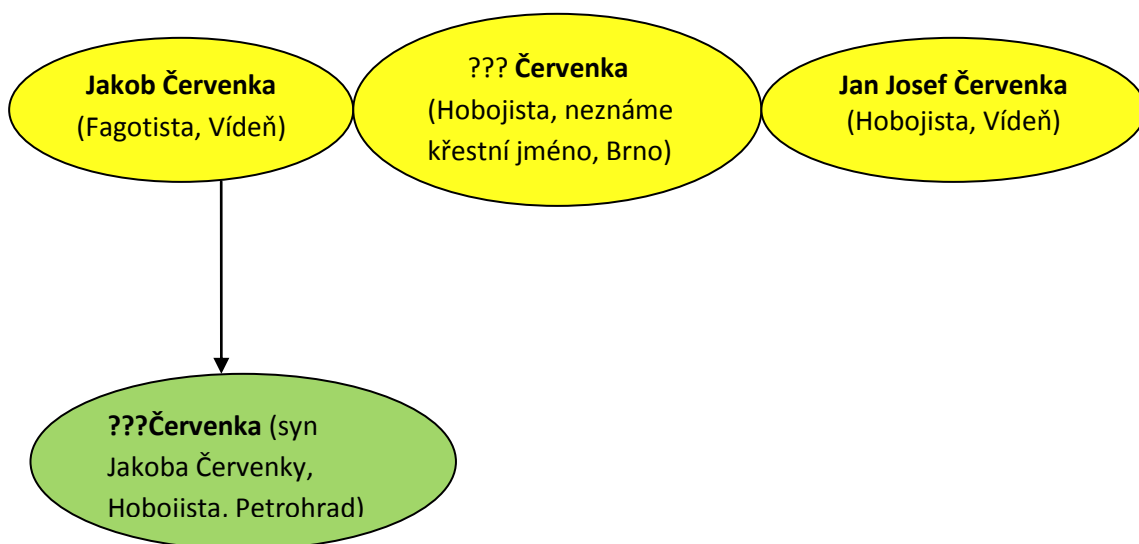 Jakob Červenka
(Fagotista, Vídeň)
??? Červenka
(Hobojista, neznáme
křestní jméno, Brno)
Jan Josef Červenka
(Hobojista, Vídeň)
???Červenka (syn
Jakoba Červenky,
Hobojista. Petrohrad)